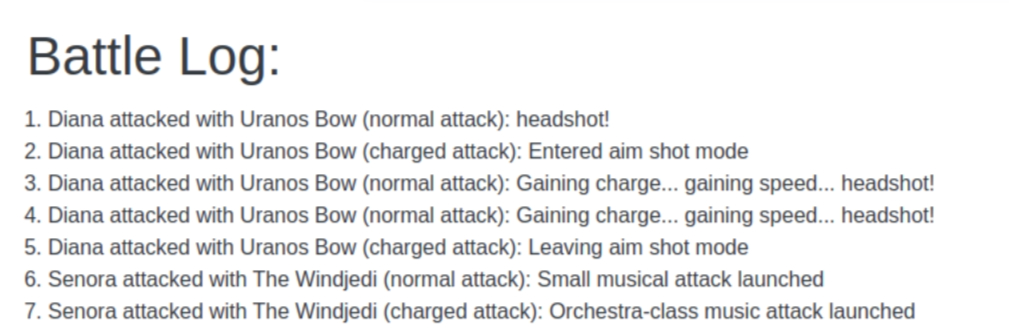 Battle Log:
1. Diana attacked with Uranos Bow (normal attack): headshot!
2. Diana attacked with Uranos Bow (charged attack): Entered aim shot mode
3. Diana attacked with Uranos Bow (normal attack): Gaining charge... gaining speed... headshot!
4. Diana attacked with Uranos Bow (normal attack): Gaining charge... gaining speed... headshot!
5. Diana attacked with Uranos Bow (charged attack): Leaving aim shot mode
6. Senora attacked with The Windjedi (normal attack): Small musical attack launched
7. Senora attacked with The Windjedi (charged attack): Orchestra-class music attack launched